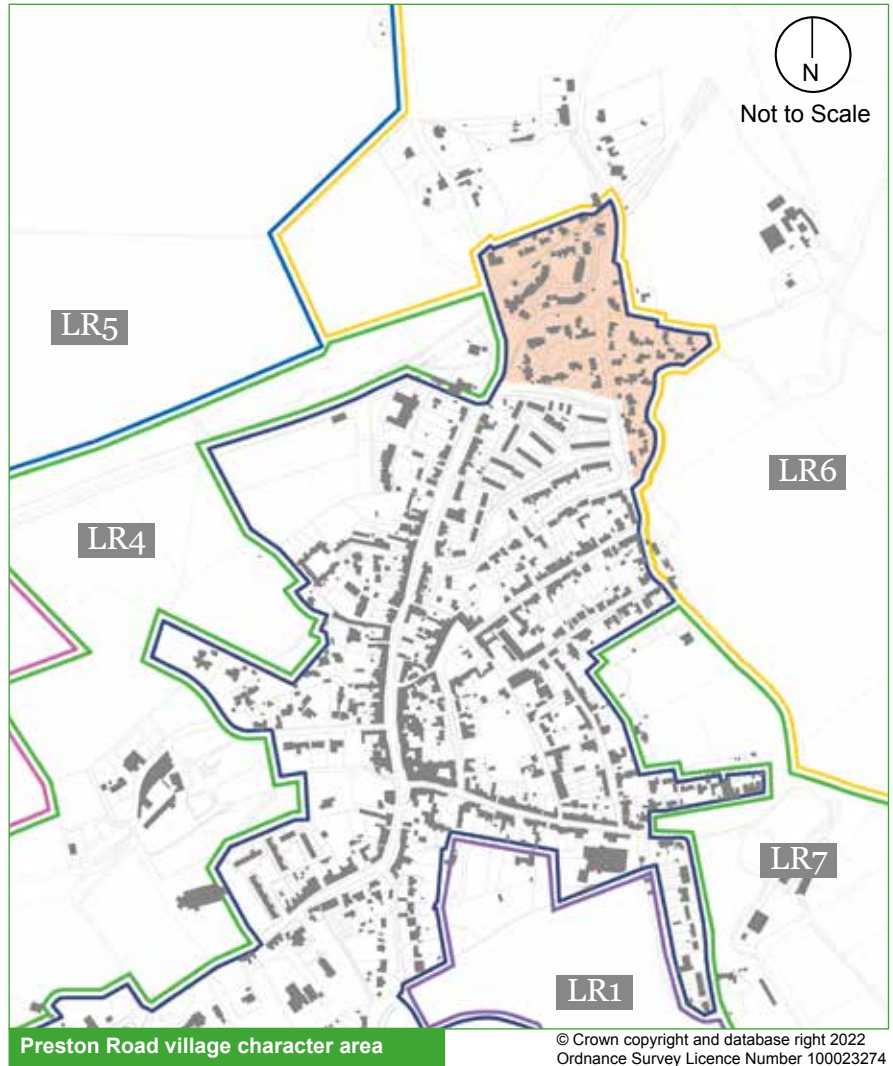 N
Not to Scale
LR5
LR6
LR4
LR7
LR1
Preston Road village character area
© Crown copyright and database right 2022
Ordnance Survey Licence Number 100023274